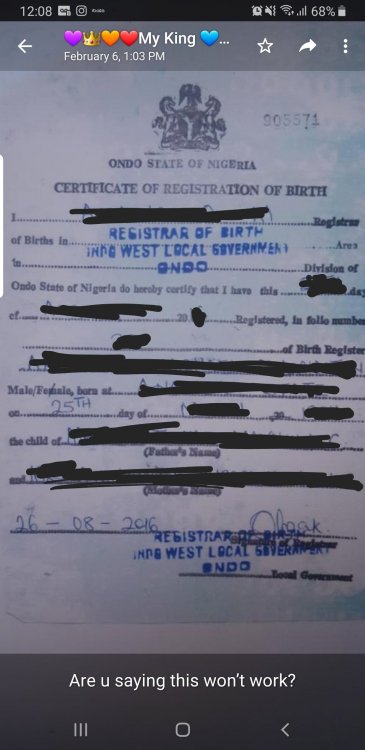 12:08 68%
My King ...
February 6, 1:03 PM
905571
ONDO STATE OF NIGERIA
CERTIFICATE OF REGISTRATION OF BIRTH
I Registrar
REGISTRAR OF BIRTH
of Births in Area
WEST LOCAL GOVERNMENT
in Division of
ONDO
Ondo State of Nigeria do hereby certify that I have this day
of 20 Registered, in folio number
of Birth Register
Male/Female, born at
on 25TH day of 20
the child of
(Father's Name)
and
(Mother's Name)
26 - 08 - 2016
REGISTRAR OF BIRTH
Signature of Registrar
WEST LOCAL GOVERNMENT
ONDO
Local Government
Are u saying this won't work?